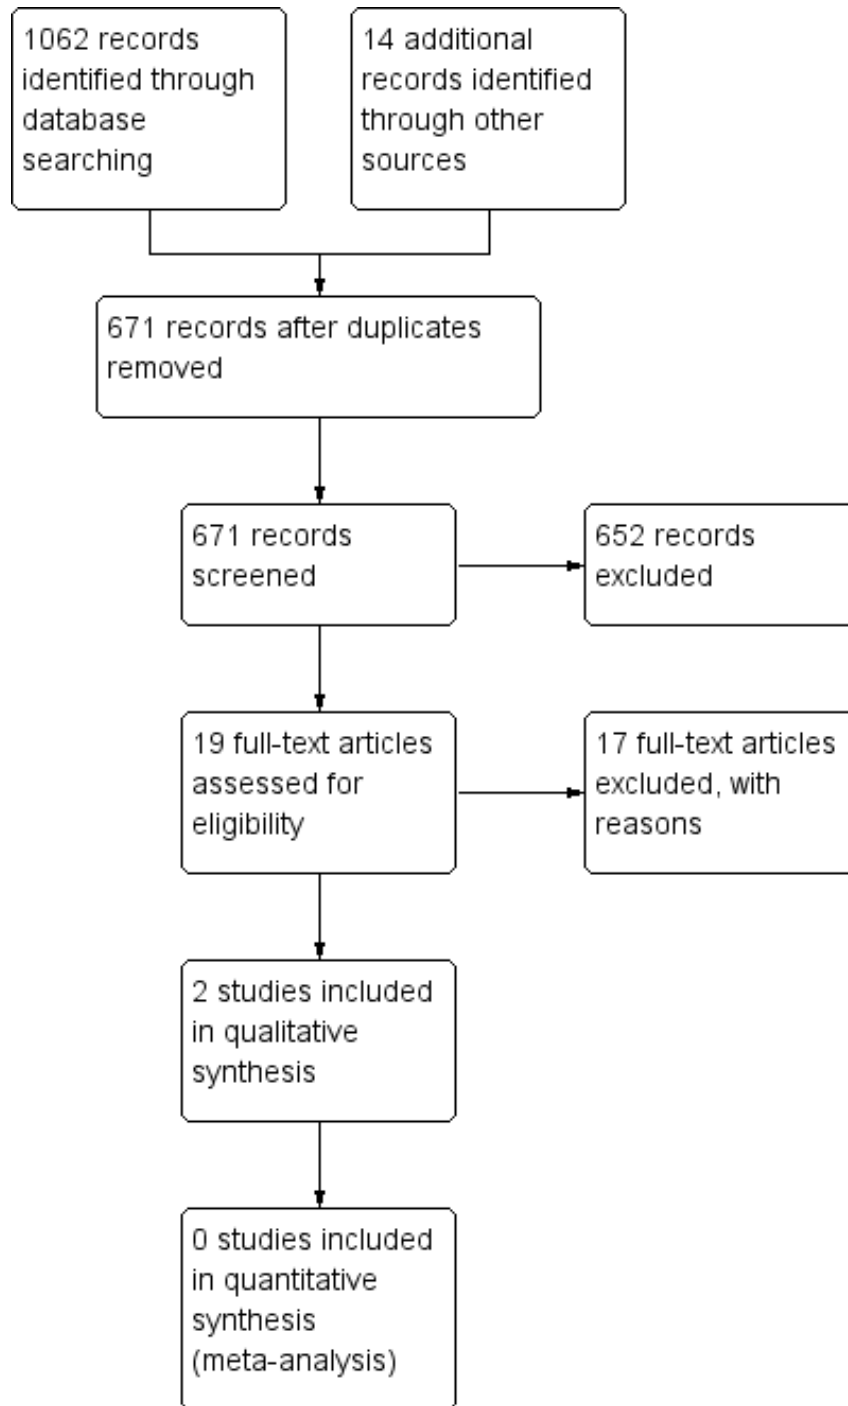 1062 records
identified through
database
searching
14 additional
records identified
through other
sources
671 records after duplicates
removed
671 records
screened
652 records
excluded
19 full-text articles
assessed for
eligibility
17 full-text articles
excluded, with
reasons
2 studies included
in qualitative
synthesis
0 studies included
in quantitative
synthesis
(meta-analysis)